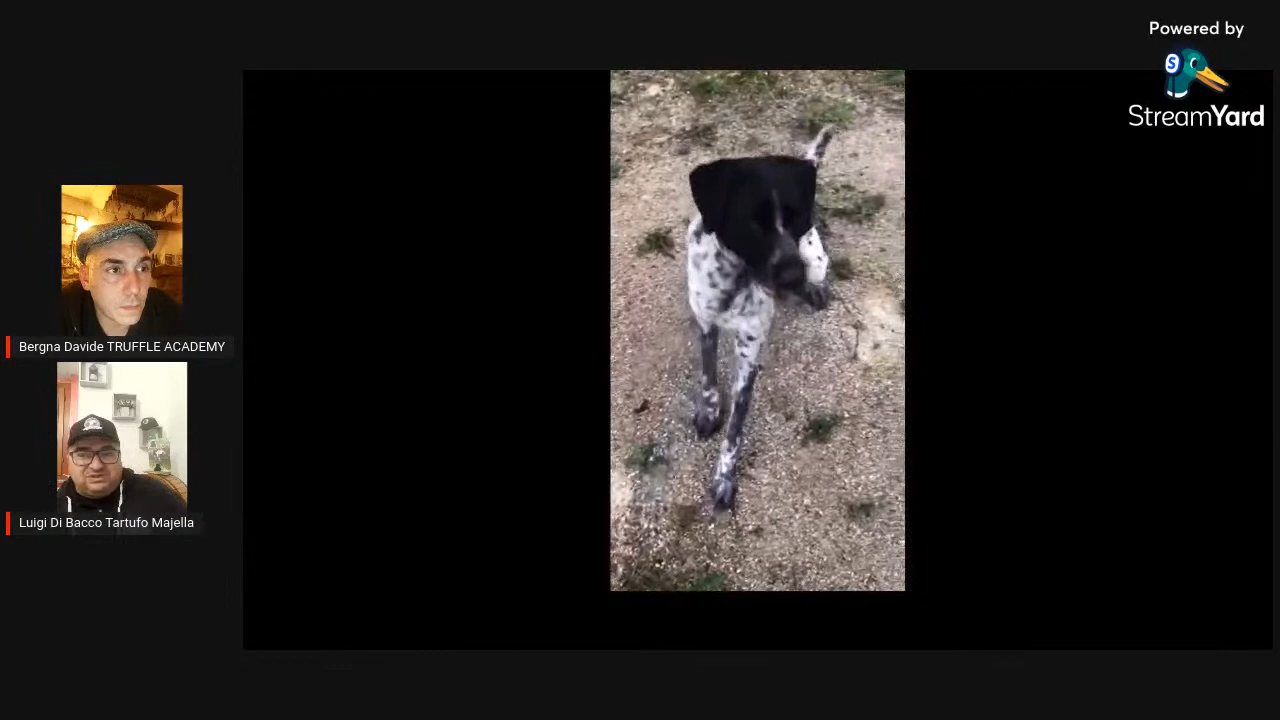 Powered by
S
StreamYard
Bergna Davide TRUFFLE ACADEMY
Luigi Di Bacco Tartufo Majella